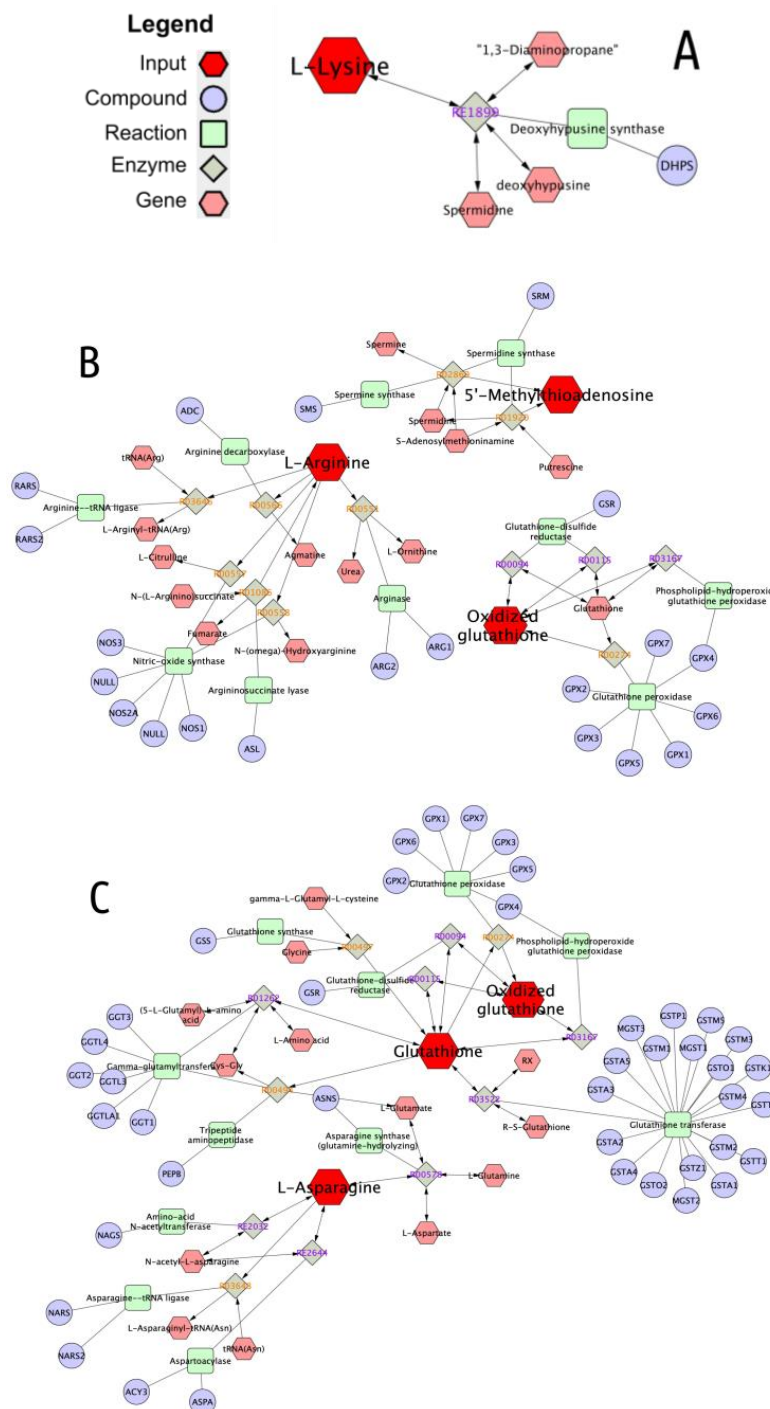 Legend
Input
Compound
Reaction
Enzyme
Gene
A
L-Lysine
"1,3-Diaminopropane"
RE1899
Deoxyhypusine synthase
DHPS
deoxyhypusine
Spermidine
B
SRM
Spermine
Spermidine synthase
5'-Methylthioadenosine
Spermine synthase
SMS
Spermidine
R01920
S-Adenosylmethioninamine
Putrescine
ADC
tRNA(Arg)
Arginine decarboxylase
L-Arginine
RARS
Arginine--tRNA ligase
RARS2
L-Arginyl-tRNA(Arg)
R00566
R00551
L-Citrulline
Agmatine
Urea
L-Ornithine
N-(L-Arginino)succinate
R00558
Arginase
Fumarate
N-(omega)-Hydroxyarginine
NOS3
Nitric-oxide synthase
NULL
NOS2A
NULL
NOS1
Argininosuccinate lyase
ASL
ARG2
ARG1
GSR
Glutathione-disulfide
reductase
R00094
R00115
R03167
Phospholipid-hydroperoxide
glutathione peroxidase
Oxidized
glutathione
Glutathione
R00274
GPX7
GPX4
GPX2
Glutathione peroxidase
GPX6
GPX3
GPX5
GPX1
C
GPX1
GPX7
GPX6
GPX3
GPX2
Glutathione peroxidase
GPX5
GPX4
gamma-L-Glutamyl-L-cysteine
Glutathione synthase
GSS
Glycine
R00497
R00094
R00274
Phospholipid-hydroperoxide
glutathione peroxidase
GSR
Glutathione-disulfide
reductase
R00115
Oxidized
glutathione
R01262
(5-L-Glutamyl)-L-amino
acid
L-Amino acid
Glutathione
R03167
GGT3
GGTL4
Gamma-glutamyltransferase
GGT2
GGTL3
GGTLA1
GGT1
Cys-Gly
R00494
RX
R03522
R-S-Glutathione
MGST3
GSTP1
GSTM5
GSTM1
MGST1
GSTM3
GSTA5
GSTO1
GSTK1
GSTA3
GSTM4
Glutathione transferase
GSTA2
GSTM2
GSTT1
GSTA4
GSTZ1
GSTO2
GSTA1
MGST2
ASNS
L-Glutamate
Tripeptide
aminopeptidase
Asparagine synthase
(glutamine-hydrolyzing)
PEPB
R00578
L-Glutamine
L-Asparagine
L-Aspartate
Amino-acid
N-acetyltransferase
NAGS
RE2032
RE2644
N-acetyl-L-asparagine
R03648
Asparagine--tRNA ligase
NARS
NARS2
L-Asparaginyl-tRNA(Asn)
tRNA(Asn)
Aspartoacylase
ACY3
ASPA